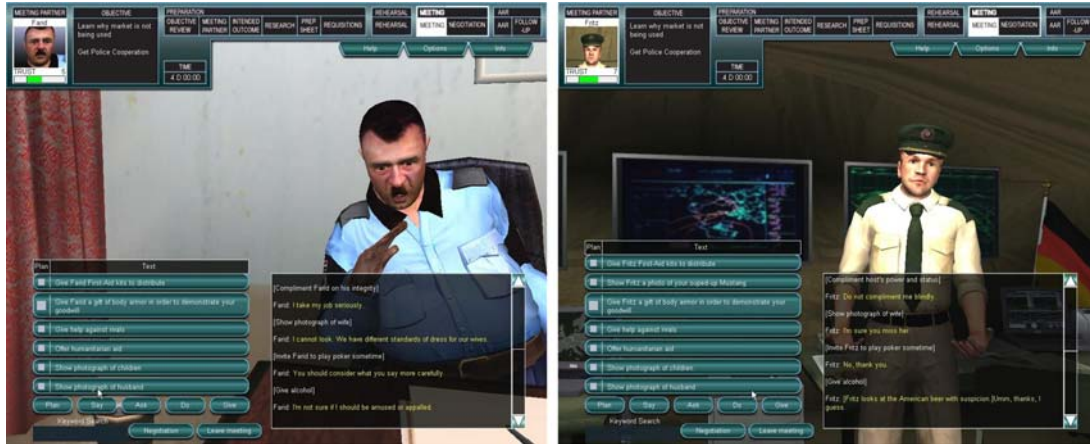 MEETING PARTNER
Farid
TRUST 6
OBJECTIVE
Learn why market is not
being used
Get Police Cooperation
PREPARATION
OBJECTIVE REVIEW
MEETING PARTNER
INTENDED OUTCOME
RESEARCH
PREP SHEET
REQUISITIONS
REHEARSAL
REHEARSAL
MEETING
MEETING
NEGOTIATION
AAR
AAR
FOLLOW -UP
TIME
4 D 00:00
Help
Options
Info
Plan
Text
Give Farid First-Aid kits to distribute
Give Farid a gift of body armor in order to demonstrate your
goodwill
Give help against rivals
Offer humanitarian aid
Show photograph of children
Show photograph of husband
Plan
Say
Ask
Do
Give
Keyword Search
Negotiation
Leave meeting
[Compliment Farid on his integrity]
Farid: I take my job seriously.
[Show photograph of wife]
Farid: I cannot look. We have different standards of dress for our wives.
[Invite Farid to play poker sometime]
Farid: You should consider what you say more carefully.
[Give alcohol]
Farid: I'm not sure if I should be amused or appalled.
MEETING PARTNER
Fritz
TRUST 7
OBJECTIVE
Learn why market is not
being used
Get Police Cooperation
PREPARATION
OBJECTIVE REVIEW
MEETING PARTNER
INTENDED OUTCOME
RESEARCH
PREP SHEET
REQUISITIONS
REHEARSAL
REHEARSAL
MEETING
MEETING
NEGOTIATION
AAR
AAR
FOLLOW -UP
TIME
4 D 00:00
Help
Options
Info
Plan
Text
Give Fritz First-Aid kits to distribute
Show Fritz a photo of your suped-up Mustang
Give Fritz a gift of body armor in order to demonstrate your
goodwill
Give help against rivals
Offer humanitarian aid
Show photograph of children
Show photograph of husband
Plan
Say
Ask
Do
Give
Keyword Search
Negotiation
Leave meeting
[Compliment host's power and status]
Fritz: Do not compliment me blindly.
[Show photograph of wife]
Fritz: I'm sure you miss her.
[Invite Fritz to play poker sometime]
Fritz: No, thank you.
[Give alcohol]
Fritz: [Fritz looks at the American beer with suspicion.]Umm, thanks, I
guess.